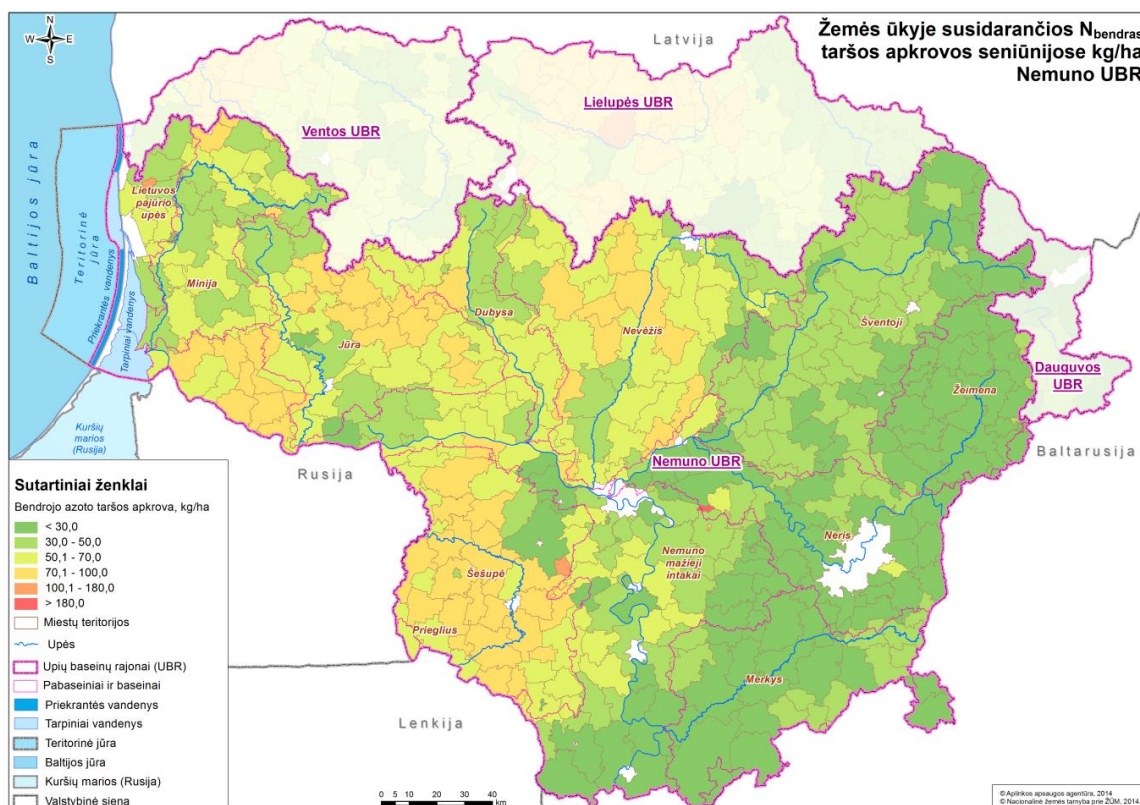 Žemės ūkyje susidarančios Nbendras
taršos apkrovos seniūnijose kg/ha
Nemuno UBR
N
W E
S
Latvija
Lielupės UBR
Ventos UBR
Baltijos jūra
Teritorinė
jūra
Priekrantės vandenys
Tarpiniai vandenys
Lietuvos
pajūrio
upės
Minija
Jūra
Dubysa
Nevėžis
Šventoji
Žeimena
Dauguvos
UBR
Baltarusija
Kuršių
marios
(Rusija)
Rusija
Nemuno UBR
Neris
Nemuno
mažieji
intakai
Šešupė
Prieglius
Merkys
Lenkija
Sutartiniai ženklai
Bendrojo azoto taršos apkrova, kg/ha
< 30,0
30,0 - 50,0
50,1 - 70,0
70,1 - 100,0
100,1 - 180,0
> 180,0
Miestų teritorijos
Upės
Upių baseinų rajonai (UBR)
Pabaseiniai ir baseinai
Priekrantės vandenys
Tarpiniai vandenys
Teritorinė jūra
Baltijos jūra
Kuršių marios (Rusija)
Valstybinė siena
0 5 10 20 30 40
km
© Aplinkos apsaugos agentūra, 2014
© Nacionalinė žemės tarnyba prie ŽŪM, 2014